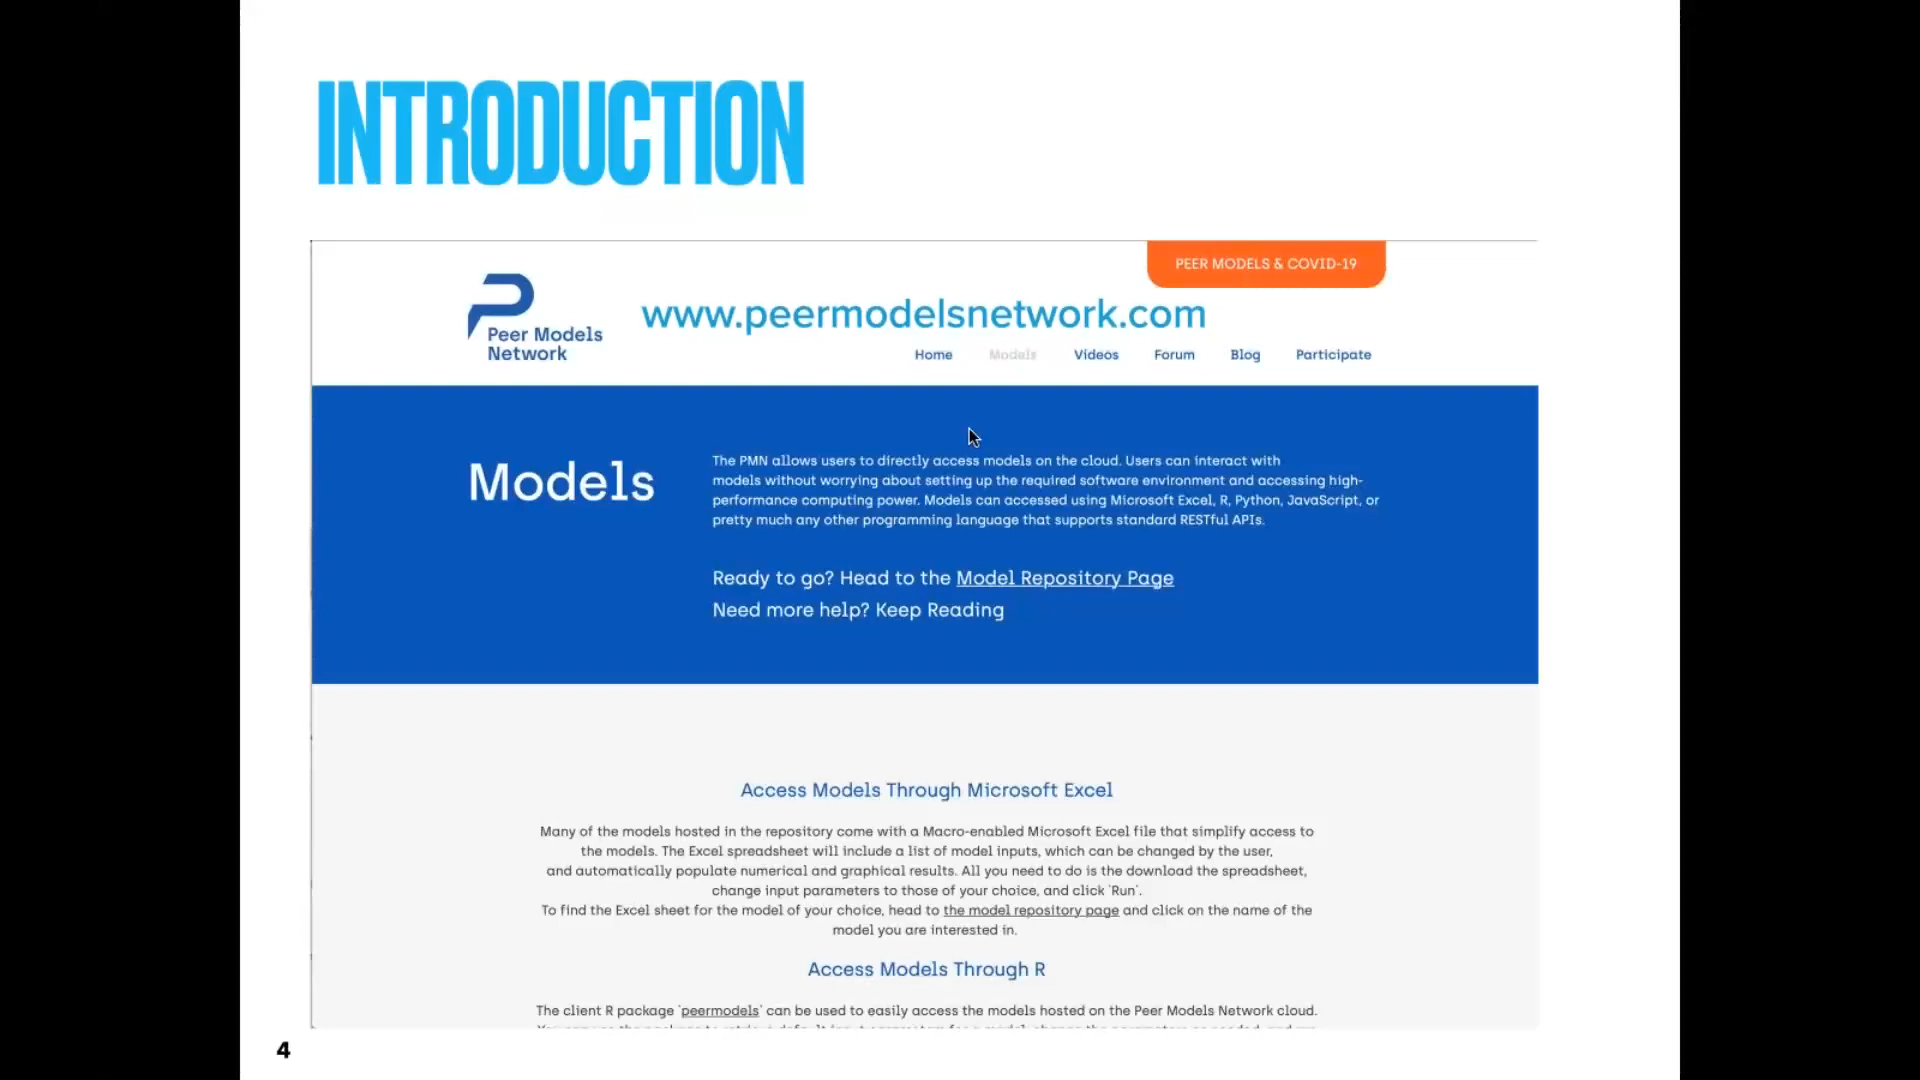 INTRODUCTION
PEER MODELS & COVID-19
Peer Models
Network
www.peermodelsnetwork.com
Home Models Videos Forum Blog Participate
Models
The PMN allows users to directly access models on the cloud. Users can interact with
models without worrying about setting up the required software environment and accessing high-
performance computing power. Models can accessed using Microsoft Excel, R, Python, JavaScript, or
pretty much any other programming language that supports standard RESTful APIs.
Ready to go? Head to the Model Repository Page
Need more help? Keep Reading
Access Models Through Microsoft Excel
Many of the models hosted in the repository come with a Macro-enabled Microsoft Excel file that simplify access to
the models. The Excel spreadsheet will include a list of model inputs, which can be changed by the user,
and automatically populate numerical and graphical results. All you need to do is the download the spreadsheet,
change input parameters to those of your choice, and click 'Run'.
To find the Excel sheet for the model of your choice, head to the model repository page and click on the name of the
model you are interested in.
Access Models Through R
The client R package 'peermodels' can be used to easily access the models hosted on the Peer Models Network cloud.
4